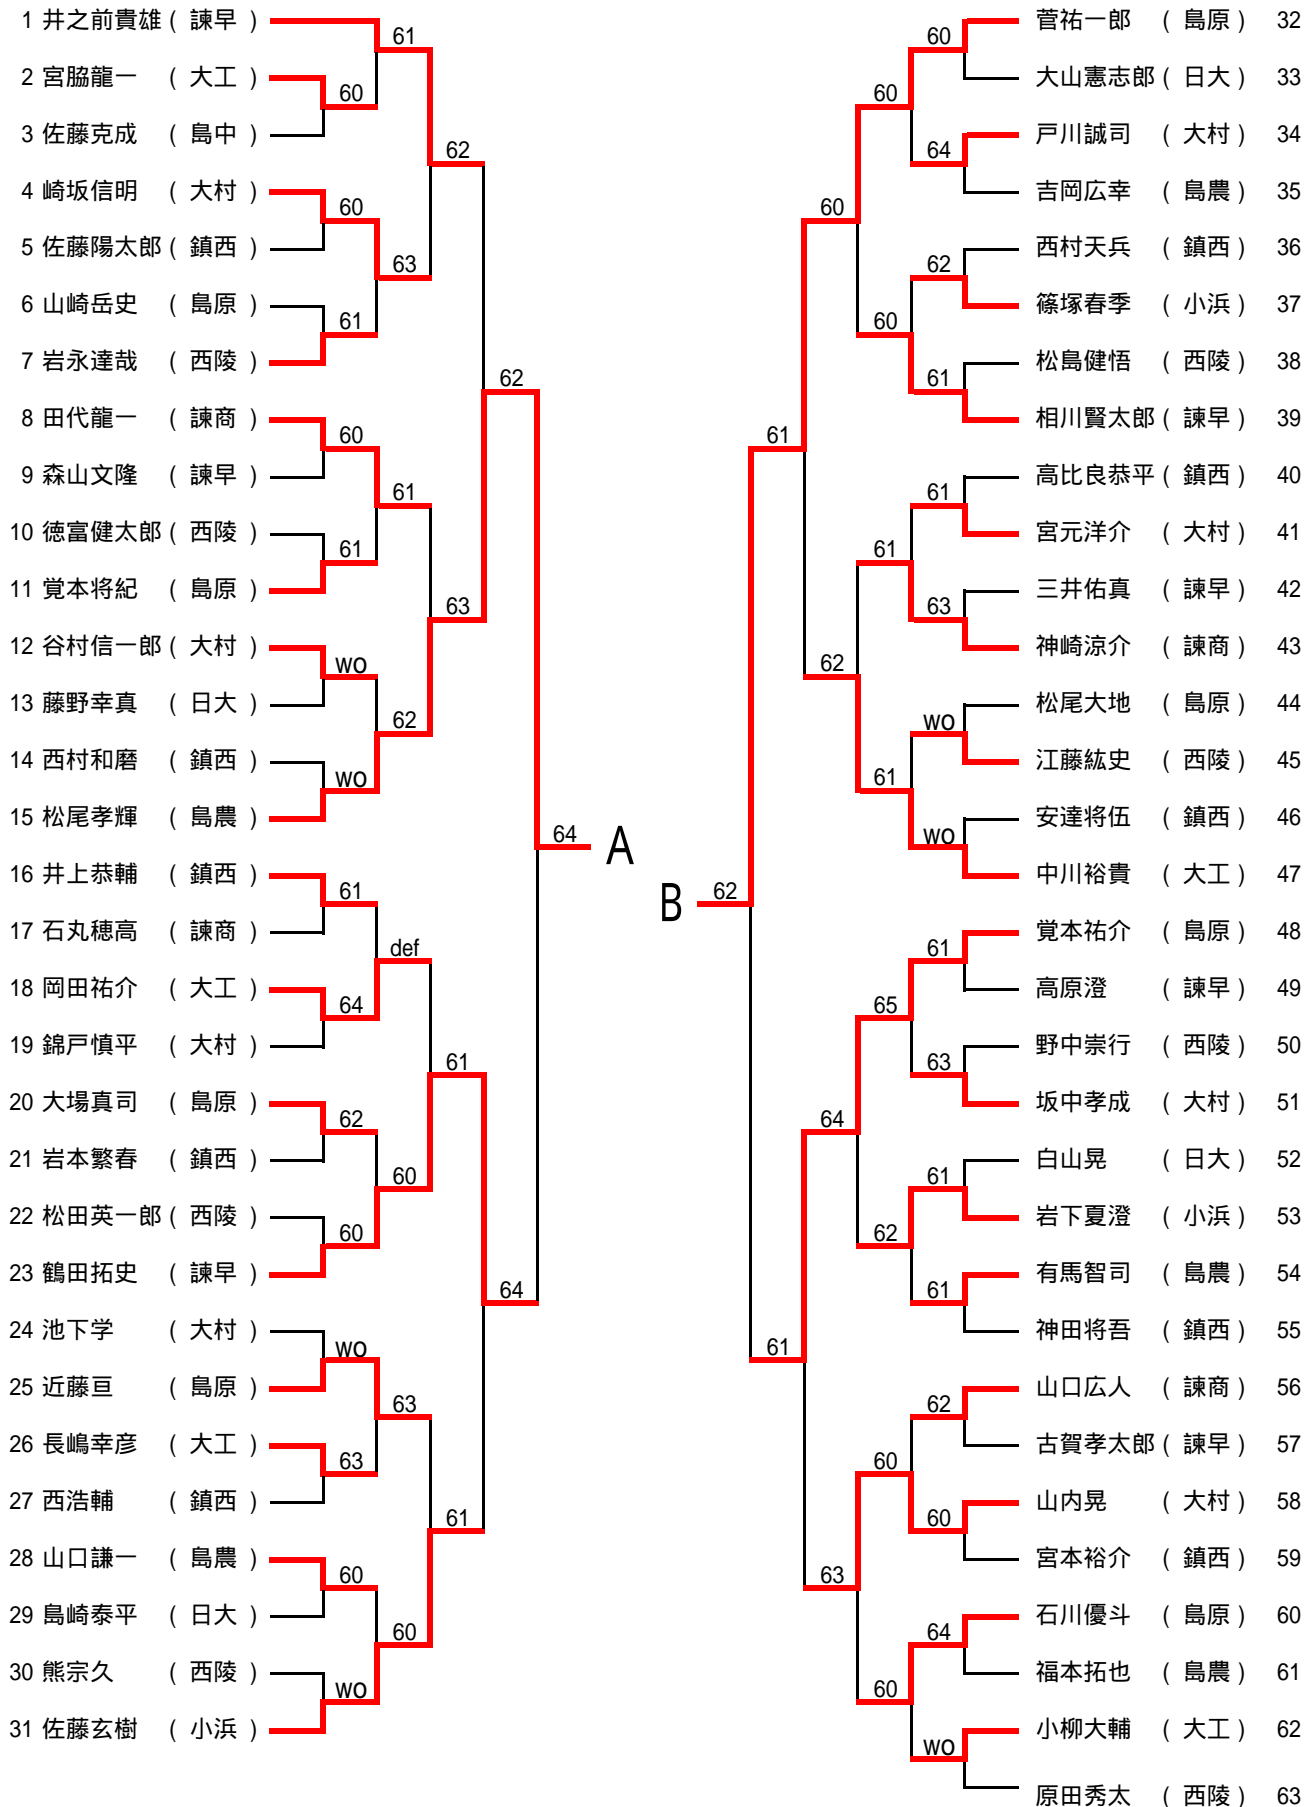 1 井之前貴雄 ( 諫早 )
61
2 宮脇龍一 ( 大工 )
60
3 佐藤克成 ( 島中 )
62
4 崎坂信明 ( 大村 )
60
5 佐藤陽太郎 ( 鎮西 )
63
6 山崎岳史 ( 島原 )
61
7 岩永達哉 ( 西陵 )
62
8 田代龍一 ( 諫商 )
60
9 森山文隆 ( 諫早 )
61
10 徳富健太郎 ( 西陵 )
61
11 覚本将紀 ( 島原 )
63
12 谷村信一郎 ( 大村 )
wo
13 藤野幸真 ( 日大 )
62
14 西村和磨 ( 鎮西 )
wo
15 松尾孝輝 ( 島農 )
64
A
16 井上恭輔 ( 鎮西 )
61
17 石丸穂高 ( 諫商 )
def
18 岡田祐介 ( 大工 )
64
19 錦戸慎平 ( 大村 )
61
20 大場真司 ( 島原 )
62
21 岩本繁春 ( 鎮西 )
60
22 松田英一郎 ( 西陵 )
60
23 鶴田拓史 ( 諫早 )
64
24 池下学 ( 大村 )
wo
25 近藤亘 ( 島原 )
63
26 長嶋幸彦 ( 大工 )
63
27 西浩輔 ( 鎮西 )
61
28 山口謙一 ( 島農 )
60
29 島崎泰平 ( 日大 )
60
30 熊宗久 ( 西陵 )
wo
31 佐藤玄樹 ( 小浜 )
菅祐一郎 ( 島原 ) 32
60
大山憲志郎 ( 日大 ) 33
60
戸川誠司 ( 大村 ) 34
64
吉岡広幸 ( 島農 ) 35
60
西村天兵 ( 鎮西 ) 36
62
篠塚春季 ( 小浜 ) 37
60
松島健悟 ( 西陵 ) 38
61
相川賢太郎 ( 諫早 ) 39
61
高比良恭平 ( 鎮西 ) 40
61
宮元洋介 ( 大村 ) 41
61
三井佑真 ( 諫早 ) 42
63
神崎涼介 ( 諫商 ) 43
62
松尾大地 ( 島原 ) 44
wo
江藤紘史 ( 西陵 ) 45
61
安達将伍 ( 鎮西 ) 46
wo
中川裕貴 ( 大工 ) 47
62
B
覚本祐介 ( 島原 ) 48
61
高原澄 ( 諫早 ) 49
65
野中崇行 ( 西陵 ) 50
63
坂中孝成 ( 大村 ) 51
64
白山晃 ( 日大 ) 52
61
岩下夏澄 ( 小浜 ) 53
62
有馬智司 ( 島農 ) 54
61
神田将吾 ( 鎮西 ) 55
61
山口広人 ( 諫商 ) 56
62
古賀孝太郎 ( 諫早 ) 57
60
山内晃 ( 大村 ) 58
60
宮本裕介 ( 鎮西 ) 59
63
石川優斗 ( 島原 ) 60
64
福本拓也 ( 島農 ) 61
60
小柳大輔 ( 大工 ) 62
wo
原田秀太 ( 西陵 ) 63